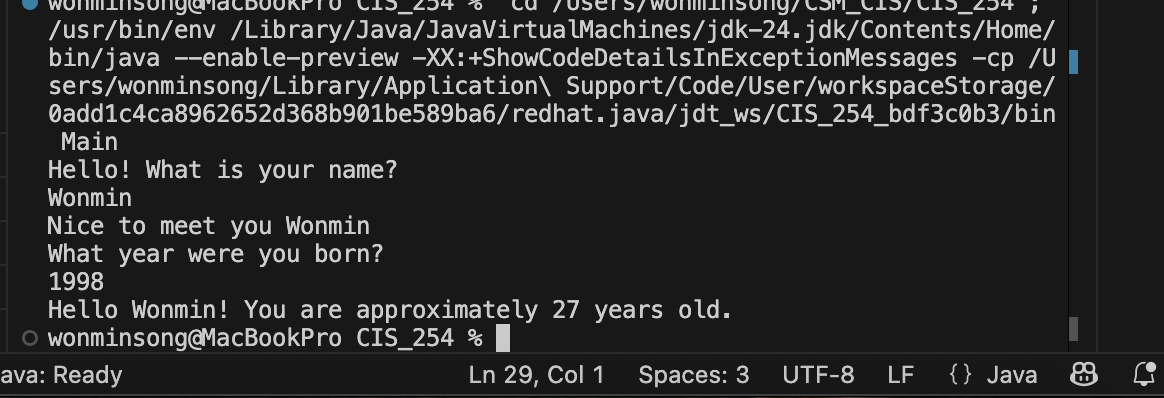 wonminsong@MacBookPro CIS_254 %  cd /Users/wonminsong/CSM_CIS/CIS_254 ;
/usr/bin/env /Library/Java/JavaVirtualMachines/jdk-24.jdk/Contents/Home/
bin/java --enable-preview -XX:+ShowCodeDetailsInExceptionMessages -cp /U
sers/wonminsong/Library/Application\ Support/Code/User/workspaceStorage/
0add1c4ca8962652d368b901be589ba6/redhat.java/jdt_ws/CIS_254_bdf3c0b3/bin
Main
Hello! What is your name?
Wonmin
Nice to meet you Wonmin
What year were you born?
1998
Hello Wonmin! You are approximately 27 years old.
wonminsong@MacBookPro CIS_254 %
ava: Ready Ln 29, Col 1 Spaces: 3 UTF-8 LF {} Java